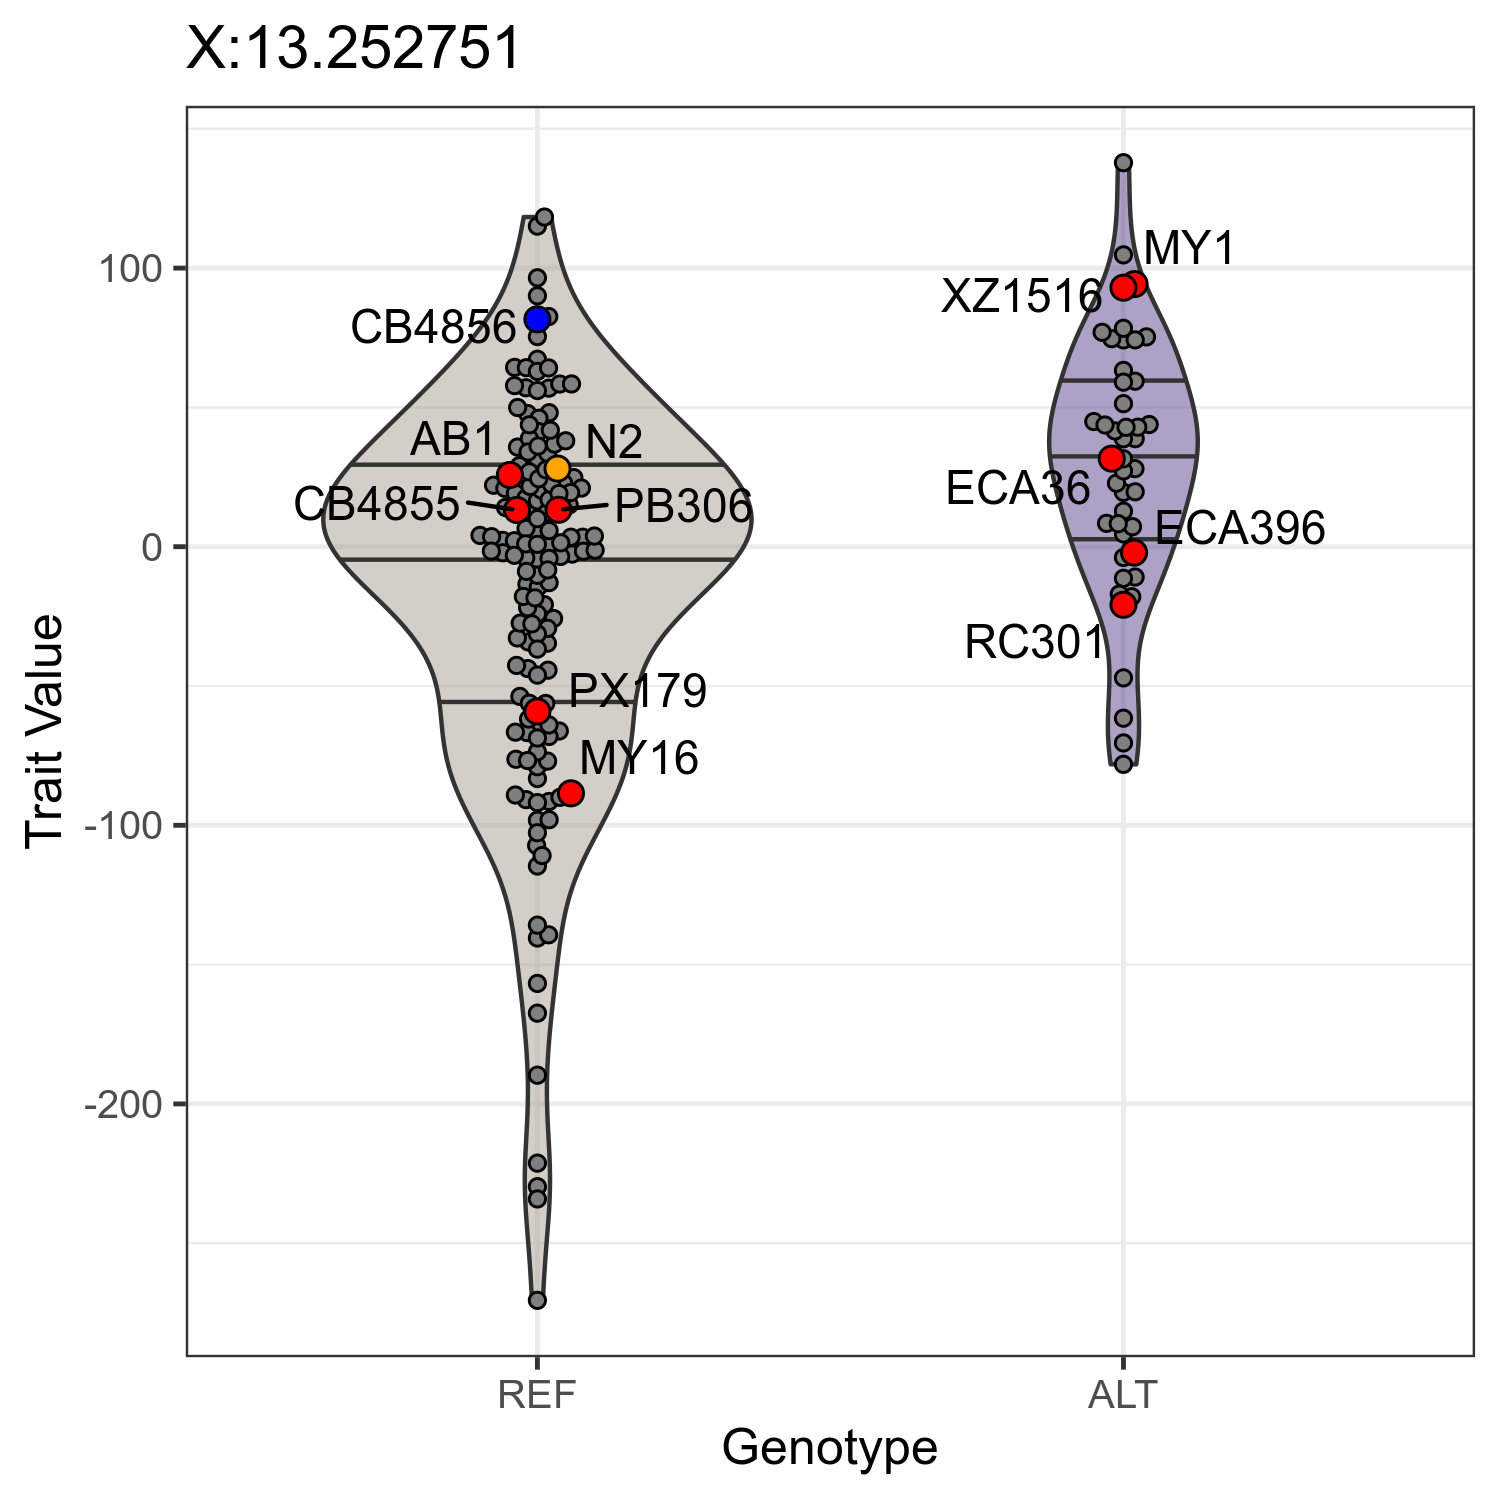 X:13.252751
Trait Value
100
0
-100
-200
CB4856
AB1
N2
CB4855
PB306
PX179
MY16
MY1
XZ1516
ECA36
ECA396
RC301
REF
ALT
Genotype